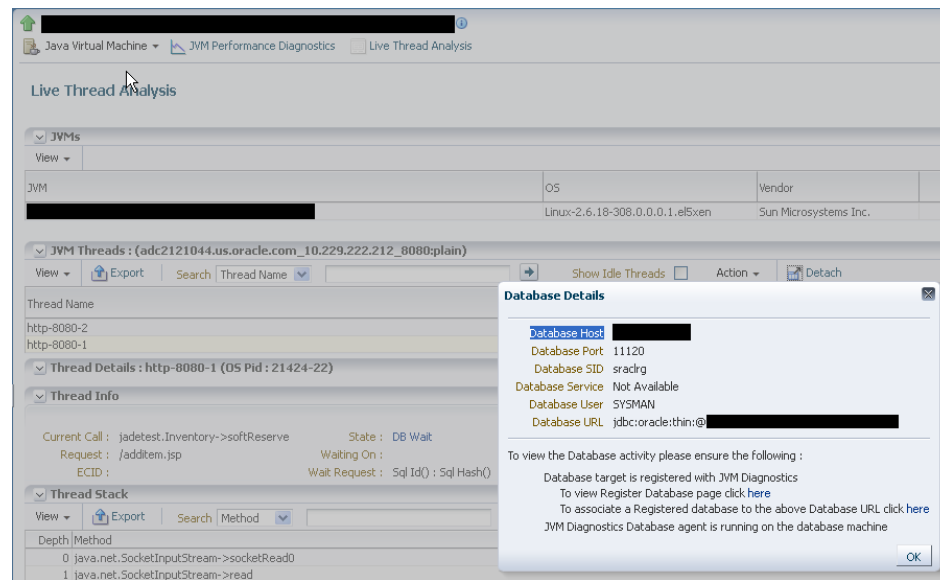 Java Virtual Machine JVM Performance Diagnostics Live Thread Analysis
Live Thread Analysis
JVMs
View
JVM OS Vendor
Linux-2.6.18-308.0.0.0.1.el5xen Sun Microsystems Inc.
JVM Threads : (adc2121044.us.oracle.com_10.229.222.212_8080:plain)
View Export Search Thread Name Show Idle Threads Action Detach
Thread Name
http-8080-2
http-8080-1
Thread Details : http-8080-1 (OS Pid : 21424-22)
Thread Info
Current Call : jadetest.Inventory->softReserve State : DB Wait
Request : /additem.jsp Waiting On :
ECID : Wait Request : Sql Id() : Sql Hash()
Thread Stack
View Export Search Method
Depth Method
0 java.net.SocketInputStream->socketRead0
1 java.net.SocketInputStream->read
Database Details
Database Host
Database Port 11120
Database SID sraclrg
Database Service Not Available
Database User SYSMAN
Database URL jdbc:oracle:thin:@
To view the Database activity please ensure the following :
Database target is registered with JVM Diagnostics
To view Register Database page click here
To associate a Registered database to the above Database URL click here
JVM Diagnostics Database agent is running on the database machine
OK